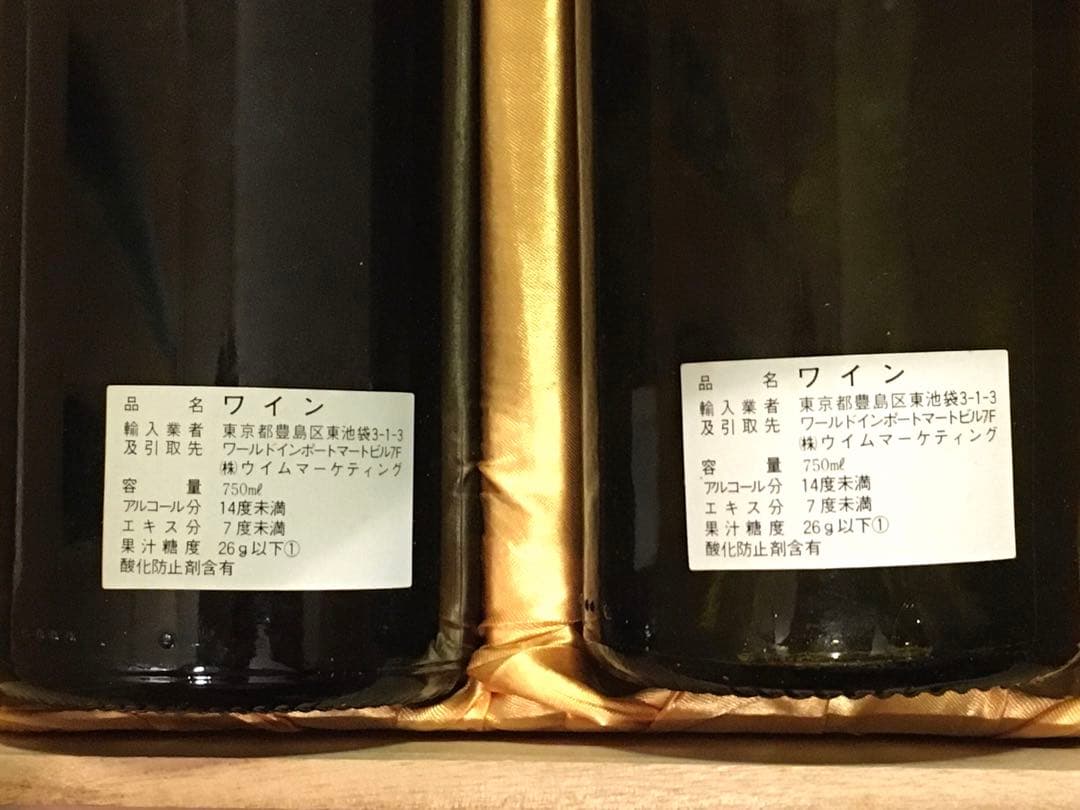 品名 ワイン
輸入業者 東京都豊島区東池袋3-1-3
及引取先 ワールドインポートマートビル7F
㈱ウイムマーケティング
容量 750㎖
アルコール分 14度未満
エキス分 7度未満
果汁糖度 26g以下①
酸化防止剤含有
品名 ワイン
輸入業者 東京都豊島区東池袋3-1-3
及引取先 ワールドインポートマートビル7F
㈱ウイムマーケティング
容量 750㎖
アルコール分 14度未満
エキス分 7度未満
果汁糖度 26g以下①
酸化防止剤含有